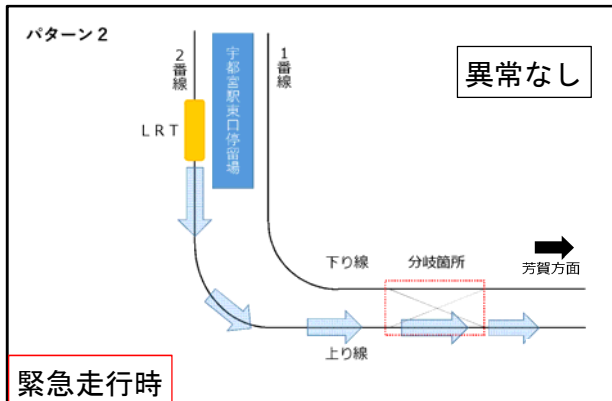 パターン2
2番線
宇都宮駅東口停留場
1番線
異常なし
LRT
下り線
分岐箇所
芳賀方面
上り線
緊急走行時